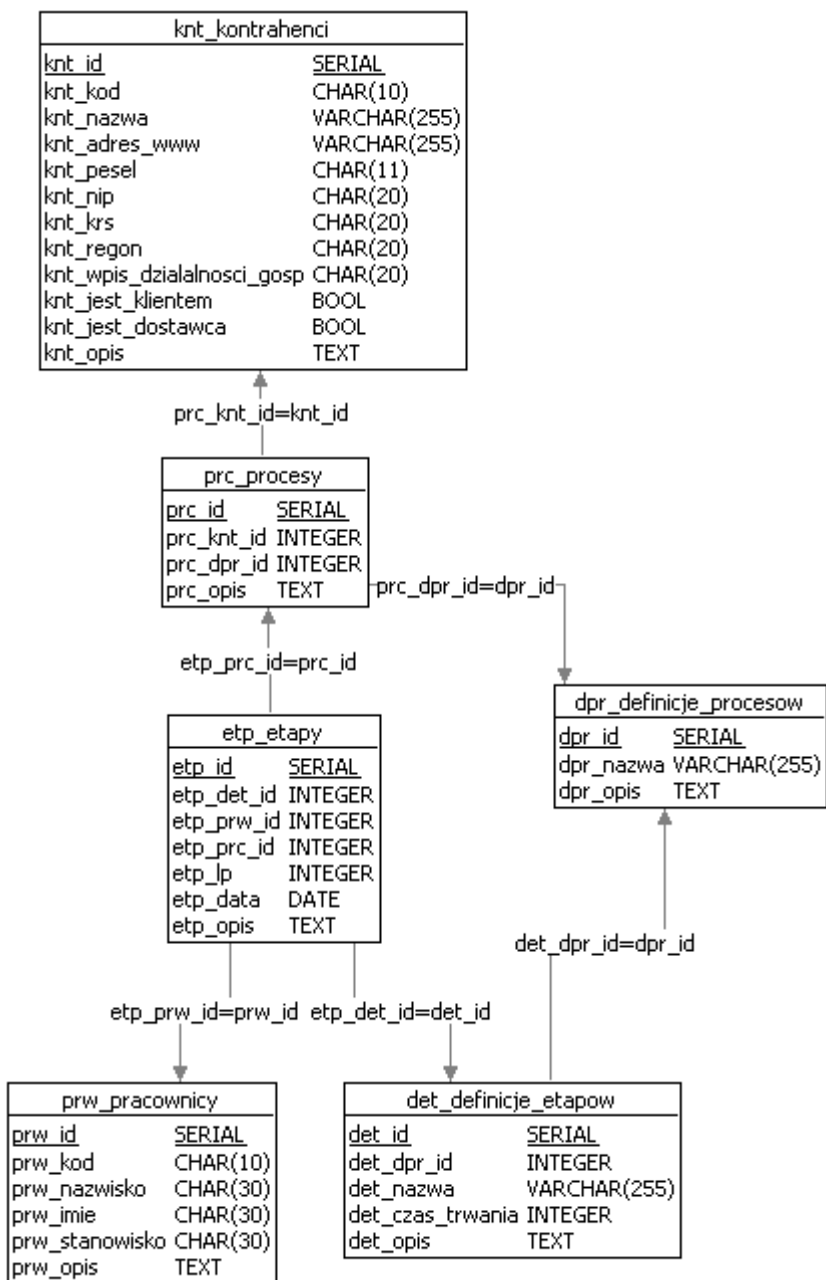 knt_kontrahenci
knt_id SERIAL
knt_kod CHAR(10)
knt_nazwa VARCHAR(255)
knt_adres_www VARCHAR(255)
knt_pesel CHAR(11)
knt_nip CHAR(20)
knt_krs CHAR(20)
knt_regon CHAR(20)
knt_wpis_dzialalnosci_gosp CHAR(20)
knt_jest_klientem BOOL
knt_jest_dostawca BOOL
knt_opis TEXT
prc_knt_id=knt_id
prc_procesy
prc_id SERIAL
prc_knt_id INTEGER
prc_dpr_id INTEGER
prc_opis TEXT
prc_dpr_id=dpr_id
etp_prc_id=prc_id
dpr_definicje_procesow
dpr_id SERIAL
dpr_nazwa VARCHAR(255)
dpr_opis TEXT
etp_etapy
etp_id SERIAL
etp_det_id INTEGER
etp_prw_id INTEGER
etp_prc_id INTEGER
etp_lp INTEGER
etp_data DATE
etp_opis TEXT
det_dpr_id=dpr_id
etp_prw_id=prw_id
etp_det_id=det_id
prw_pracownicy
prw_id SERIAL
prw_kod CHAR(10)
prw_nazwisko CHAR(30)
prw_imie CHAR(30)
prw_stanowisko CHAR(30)
prw_opis TEXT
det_definicje_etapow
det_id SERIAL
det_dpr_id INTEGER
det_nazwa VARCHAR(255)
det_czas_trwania INTEGER
det_opis TEXT